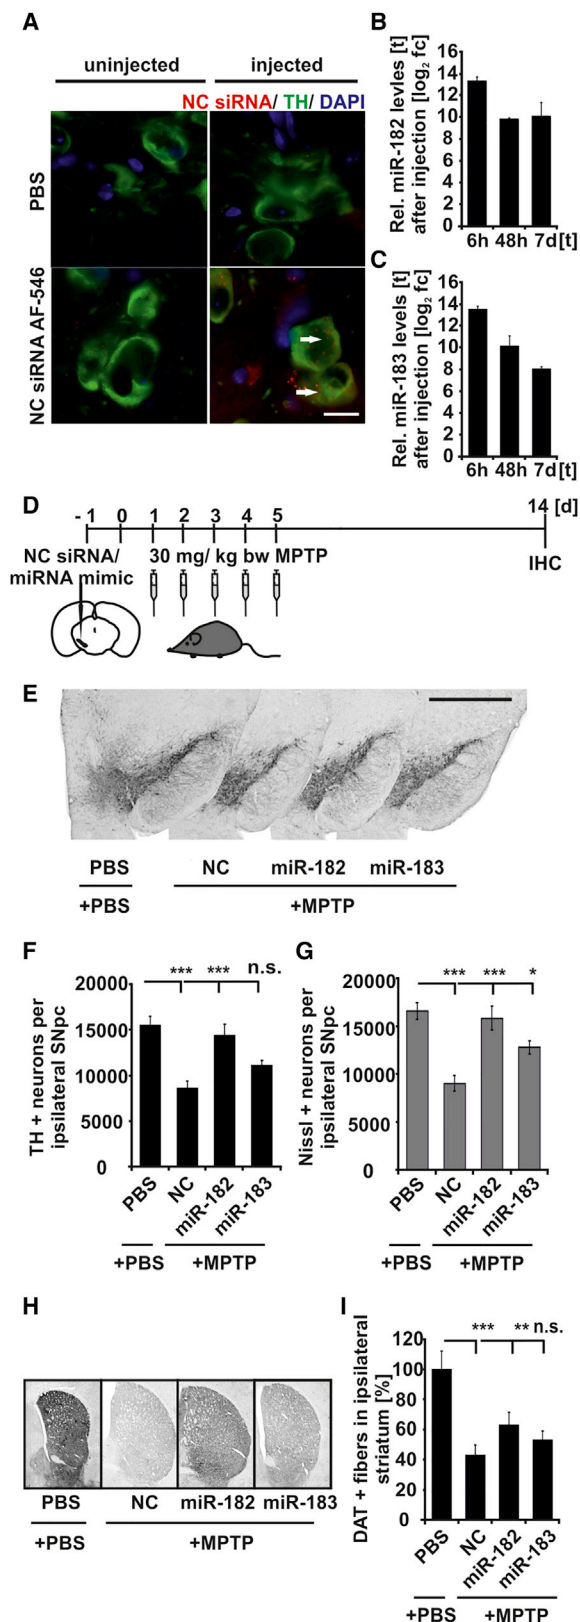 A
uninjected injected
NC siRNA/ TH/ DAPI
PBS
NC siRNA AF-546
B
Rel. miR-182 levles [t]
after injection [log2 fc]
16
14
12
10
8
6
4
2
0
6h 48h 7d [t]
C
Rel. miR-183 levels [t]
after injection [log2 fc]
16
14
12
10
8
6
4
2
0
6h 48h 7d [t]
D
-1 0 1 2 3 4 5 14 [d]
NC siRNA/
miRNA mimic
30 mg/ kg bw MPTP
IHC
E
PBS NC miR-182 miR-183
+PBS +MPTP
F
TH + neurons per
ipsilateral SNpc
*** *** n.s.
20000
15000
10000
5000
0
PBS NC miR-182 miR-183
+PBS +MPTP
G
Nissl + neurons per
ipsilateral SNpc
*** *** *
20000
15000
10000
5000
0
PBS NC miR-182 miR-183
+PBS +MPTP
H
PBS NC miR-182 miR-183
+PBS +MPTP
I
DAT + fibers in ipsilateral
striatum [%]
*** ** n.s.
120
100
80
60
40
20
0
PBS NC miR-182 miR-183
+PBS +MPTP